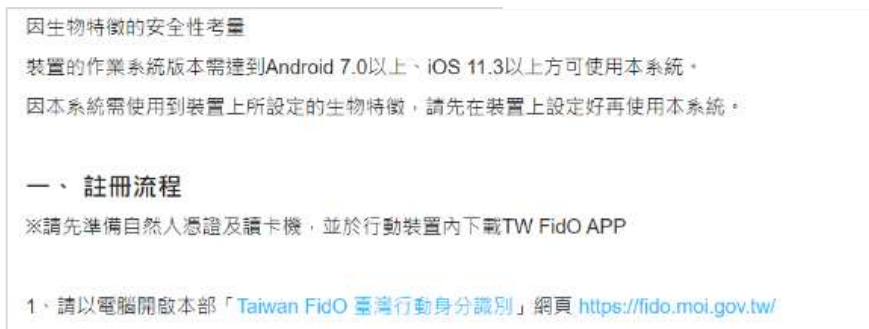 因生物特徵的安全性考量
裝置的作業系統版本需達到Android 7.0以上、iOS 11.3以上方可使用本系統。
因本系統需使用到裝置上所設定的生物特徵，請先在裝置上設定好再使用本系統。
一、 註冊流程
※請先準備自然人憑證及讀卡機，並於行動裝置內下載TW FidO APP
1、請以電腦開啟本部「Taiwan FidO 臺灣行動身分識別」網頁 https://fido.moi.gov.tw/